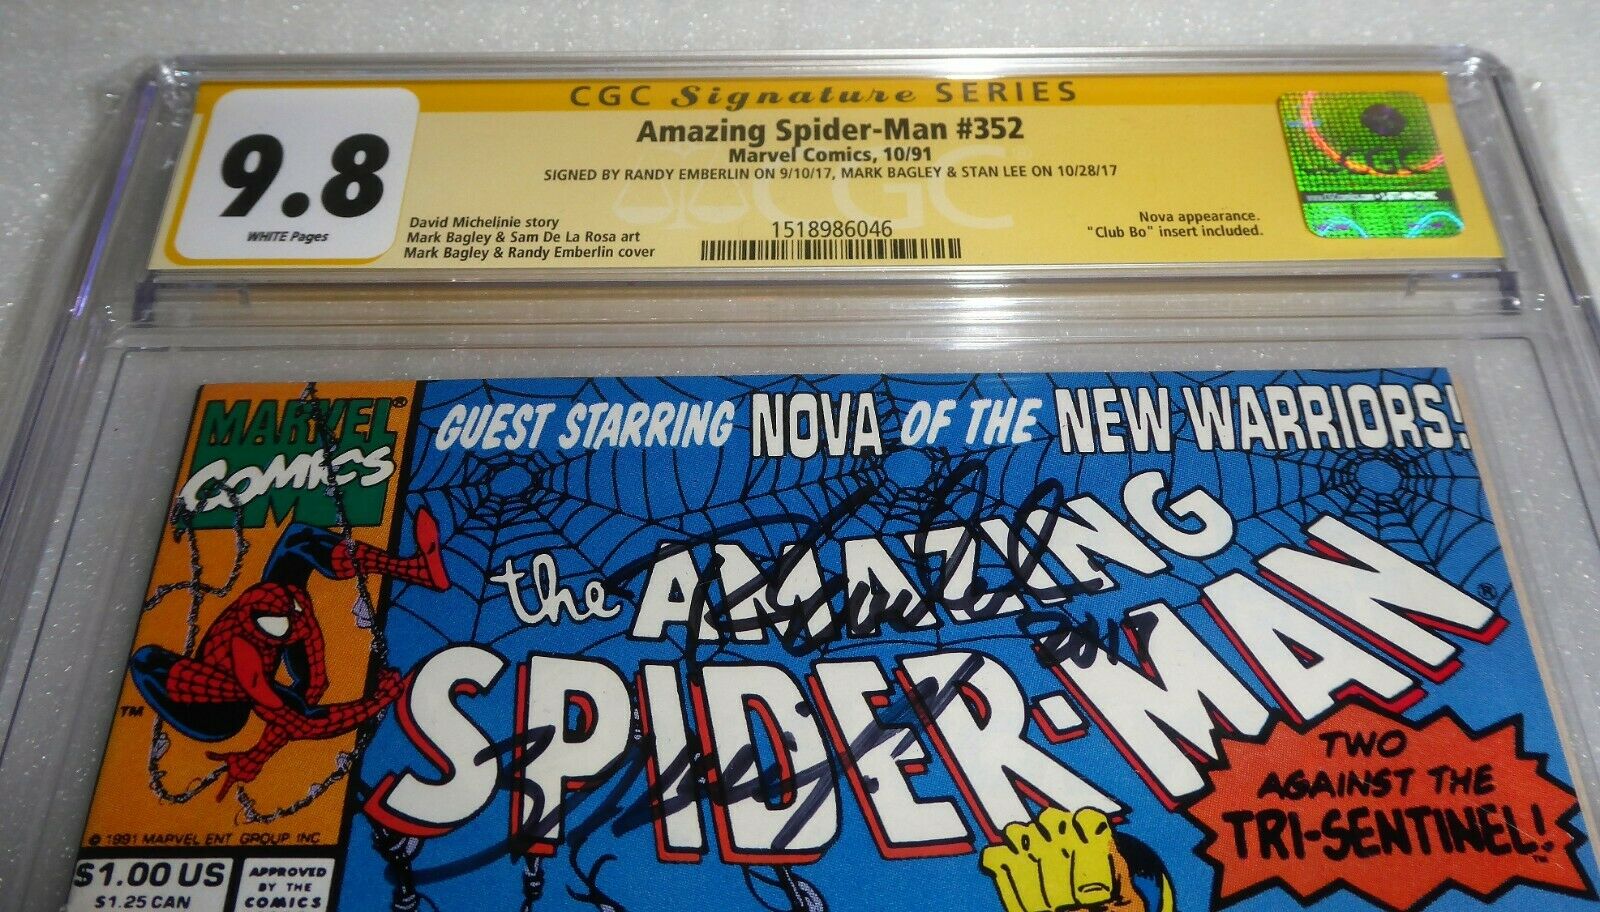 CGC Signature SERIES
9.8
WHITE Pages
Amazing Spider-Man #352
Marvel Comics, 10/91
SIGNED BY RANDY EMBERLIN ON 9/10/17, MARK BAGLEY & STAN LEE ON 10/28/17
David Michelinie story
Mark Bagley & Sam De La Rosa art
Mark Bagley & Randy Emberlin cover
1518986046
Nova appearance.
"Club Bo" insert included.
CGC
CGC
MARVEL®
COMICS
M
TM
© 1991 MARVEL ENT GROUP INC
$1.00 US
$1.25 CAN
APPROVED
BY THE
COMICS
GUEST STARRING NOVA OF THE NEW WARRIORS!
the AMAZING
SPIDER-MAN®
2017
TWO
AGAINST THE
TRI-SENTINEL!
TM